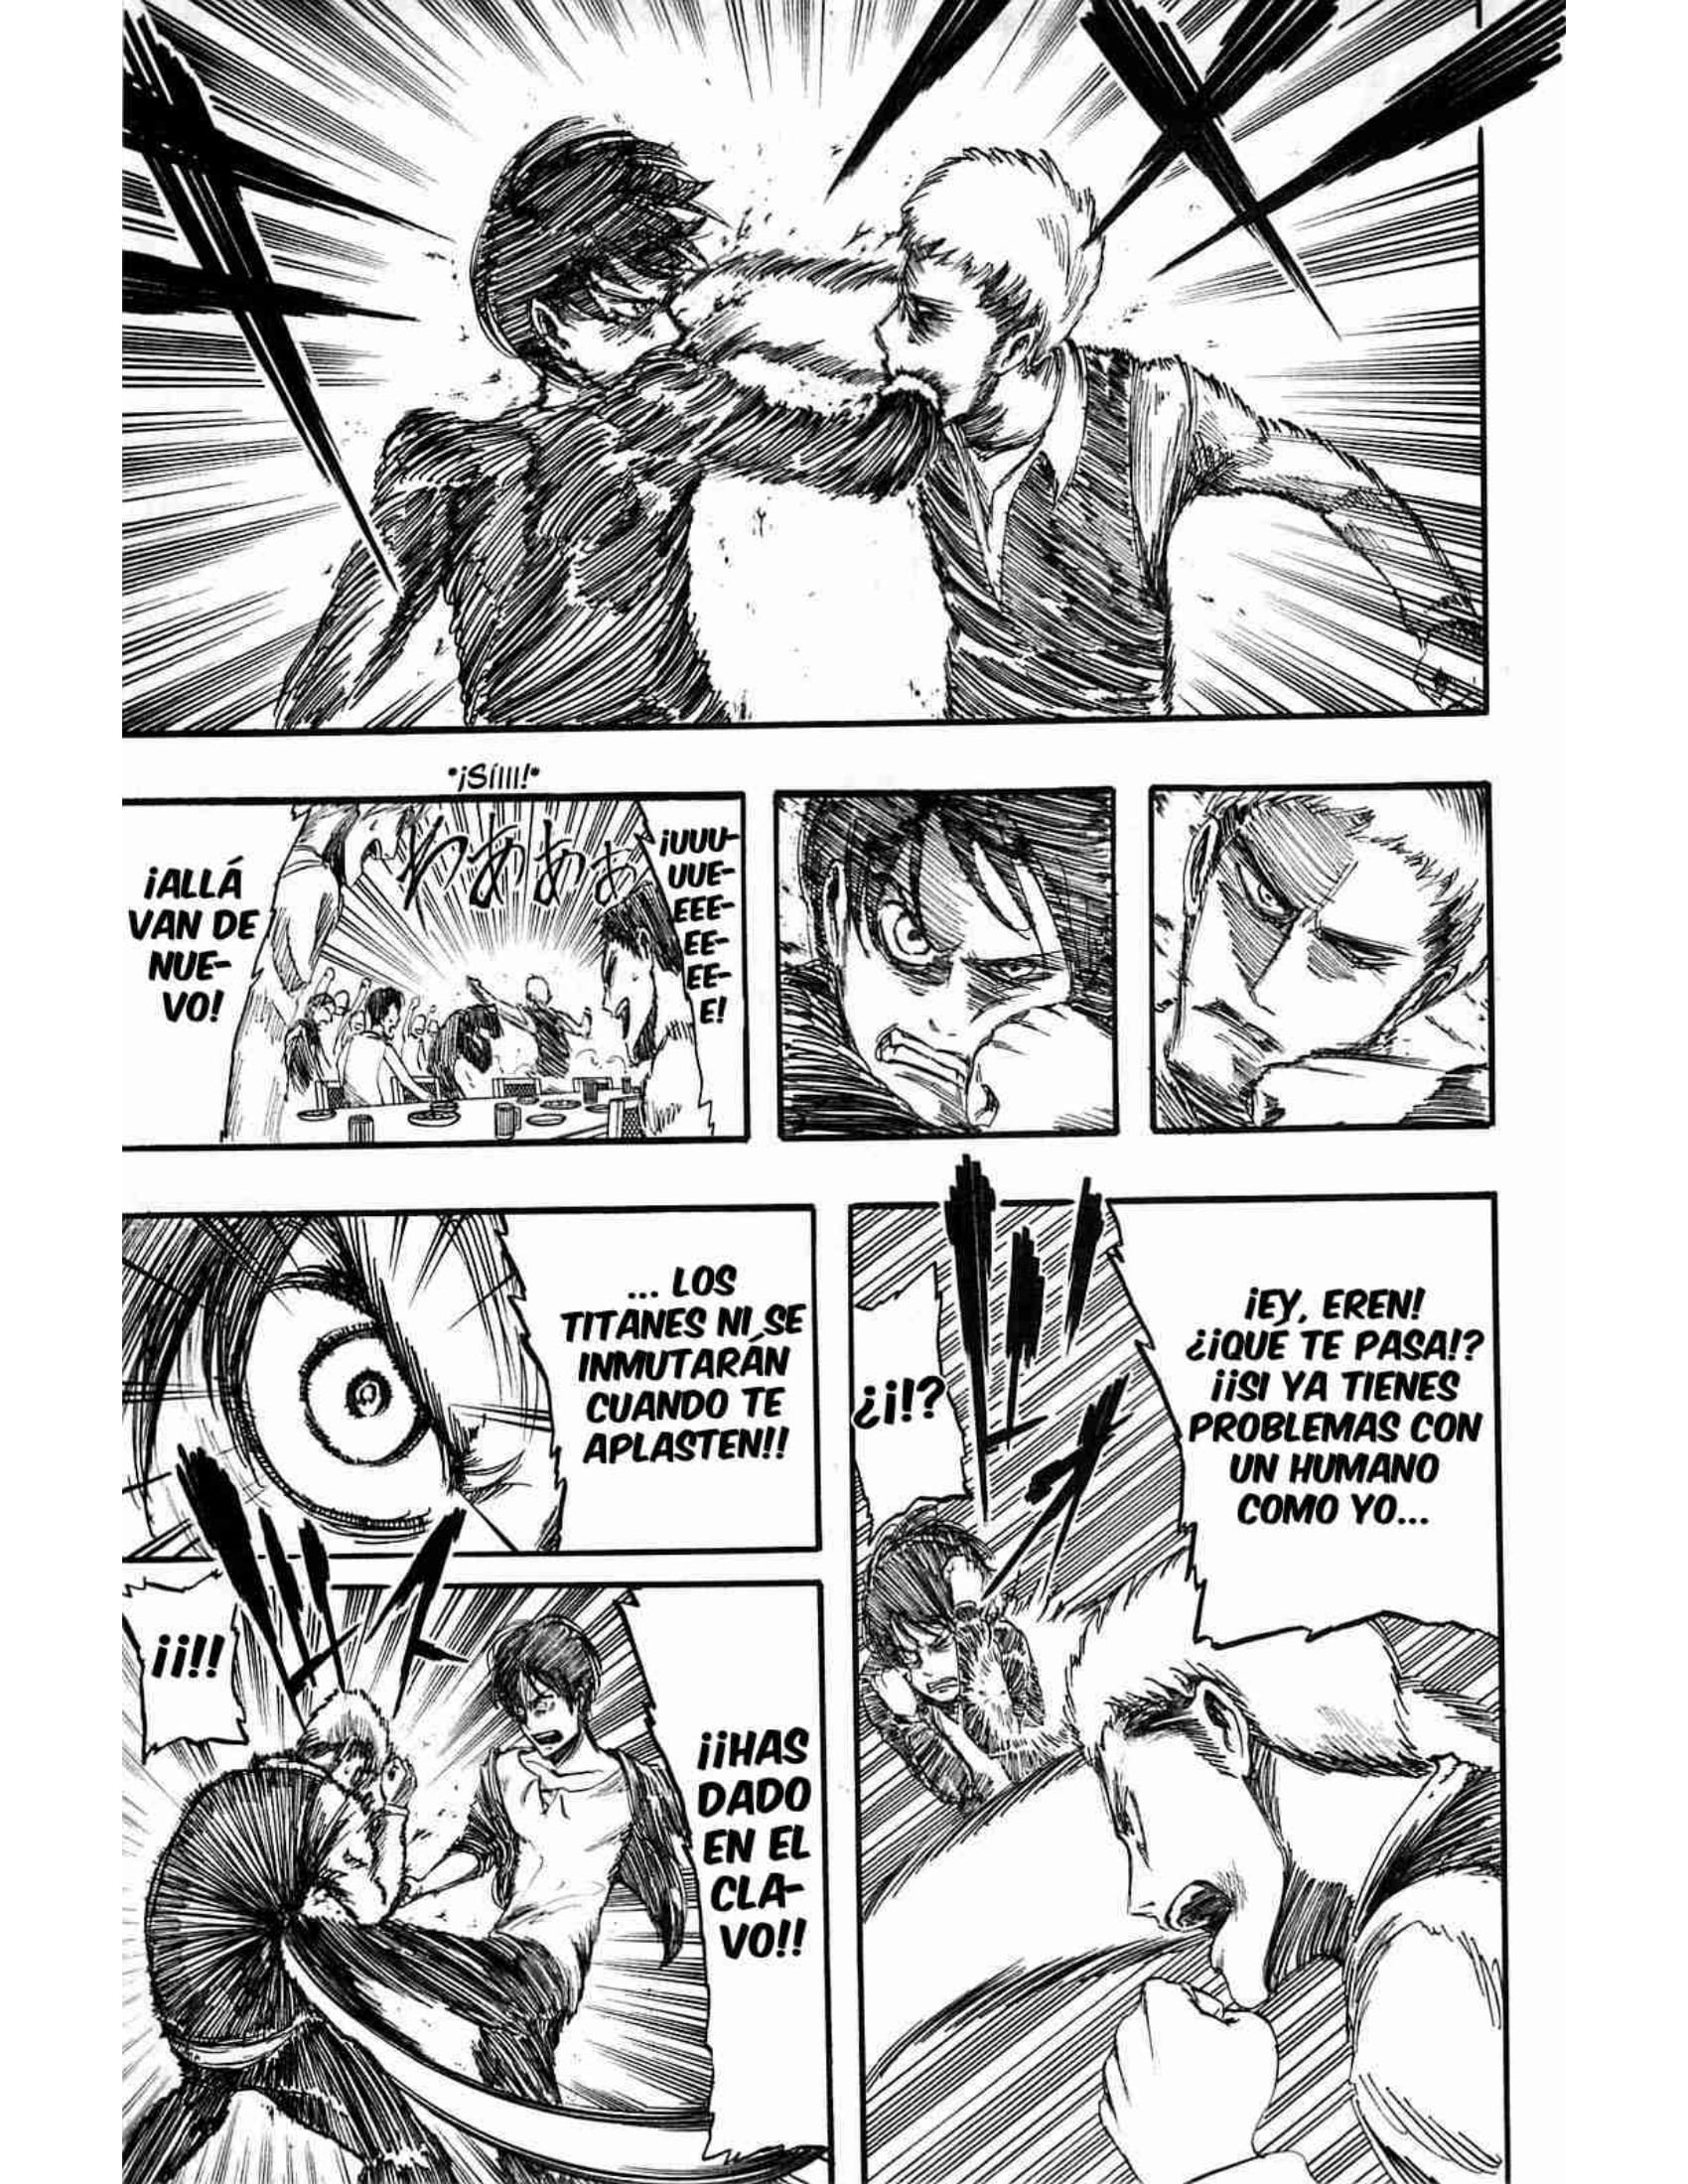 *¡Síııı!*
¡UUU-
UUE-
EEE-
EE-
EE-
E!
わあああ
¡ALLÁ
VAN DE
NUE-
VO!
¡EY, EREN!
¿¡QUÉ TE PASA!?
¡¡SI YA TIENES
PROBLEMAS CON
UN HUMANO
COMO YO...
¿¡!?
... LOS
TITANES NI SE
INMUTARÁN
CUANDO TE
APLASTEN!!
¡¡HAS
DADO
EN EL
CLA-
VO!!
¡¡!!